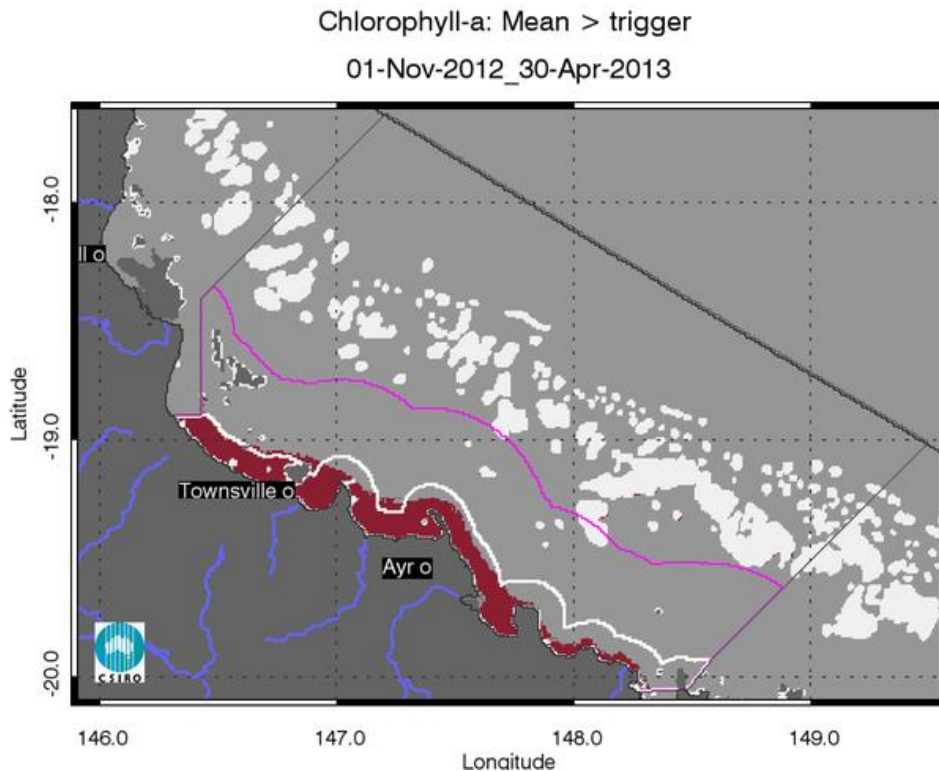 Chlorophyll-a: Mean > trigger
01-Nov-2012_30-Apr-2013
-18.0
ll o
-19.0
Latitude
Townsville o
Ayr o
CSIRO
-20.0
146.0 147.0 148.0 149.0
Longitude